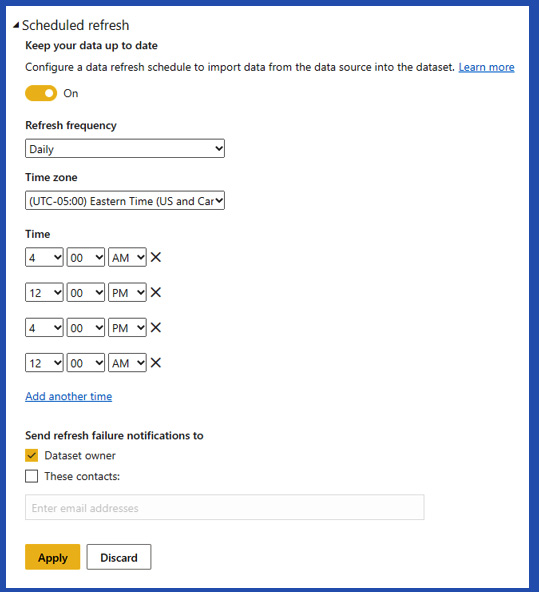 Scheduled refresh
Keep your data up to date
Configure a data refresh schedule to import data from the data source into the dataset. Learn more
On
Refresh frequency
Daily
Time zone
(UTC-05:00) Eastern Time (US and Car
Time
4 00 AM
12 00 PM
4 00 PM
12 00 AM
Add another time
Send refresh failure notifications to
Dataset owner
These contacts:
Enter email addresses
Apply Discard